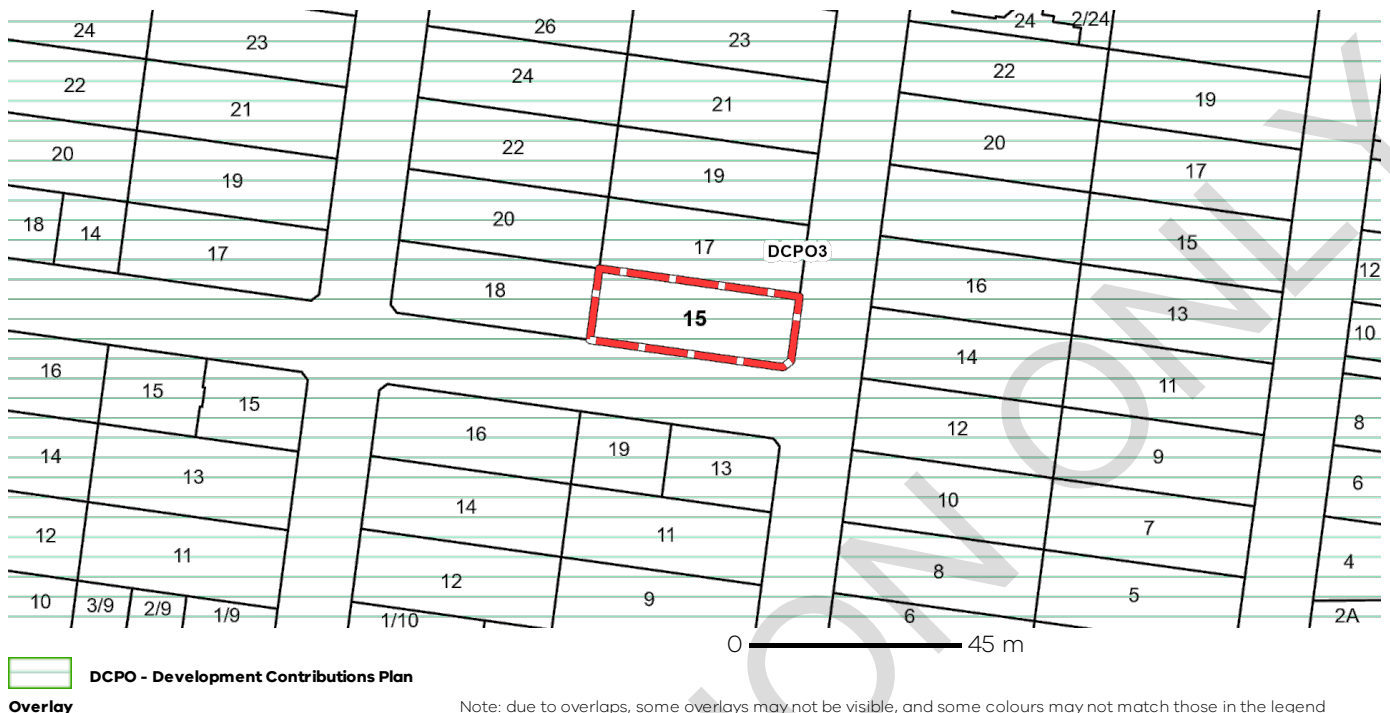 24 23 26 23 24 2/24
22 21 24 21 22 19
20 19 22 19 20 17
18 14 17 20 17 DCPO3 15
18 15 16 13 12
16 15 15 14 11 10
14 13 16 19 13 12 9 8
12 11 14 11 10 7 6
10 3/9 2/9 1/9 12 9 8 5 4
1/10 6 2A
0 45 m
DCPO - Development Contributions Plan
Overlay
Note: due to overlaps, some overlays may not be visible, and some colours may not match those in the legend
ON ONLY